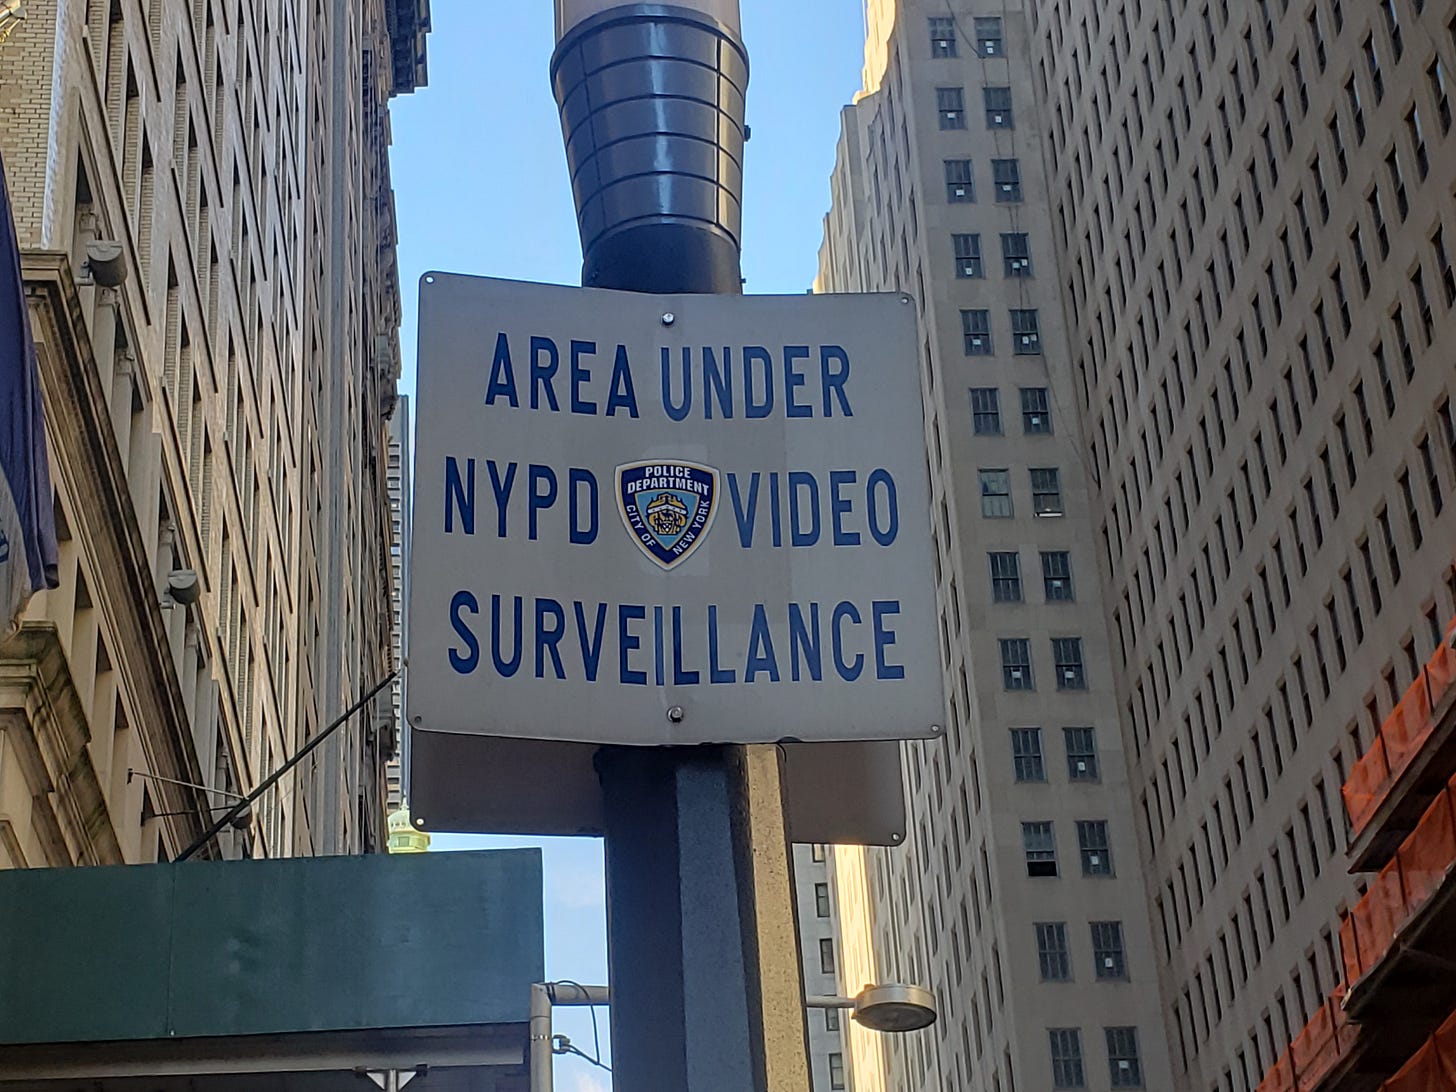 AREA UNDER
NYPD VIDEO
POLICE
DEPARTMENT
CITY OF NEW YORK
SURVEILLANCE